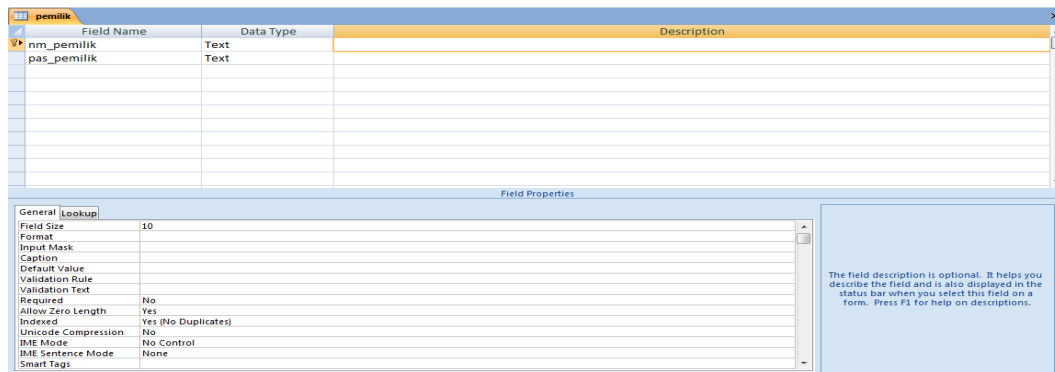 pemilik
Field Name Data Type Description
nm_pemilik Text
pas_pemilik Text
Field Properties
General Lookup
Field Size 10
Format
Input Mask
Caption
Default Value
Validation Rule
Validation Text
Required No
Allow Zero Length Yes
Indexed Yes (No Duplicates)
Unicode Compression No
IME Mode No Control
IME Sentence Mode None
Smart Tags
The field description is optional. It helps you
describe the field and is also displayed in the
status bar when you select this field on a
form. Press F1 for help on descriptions.